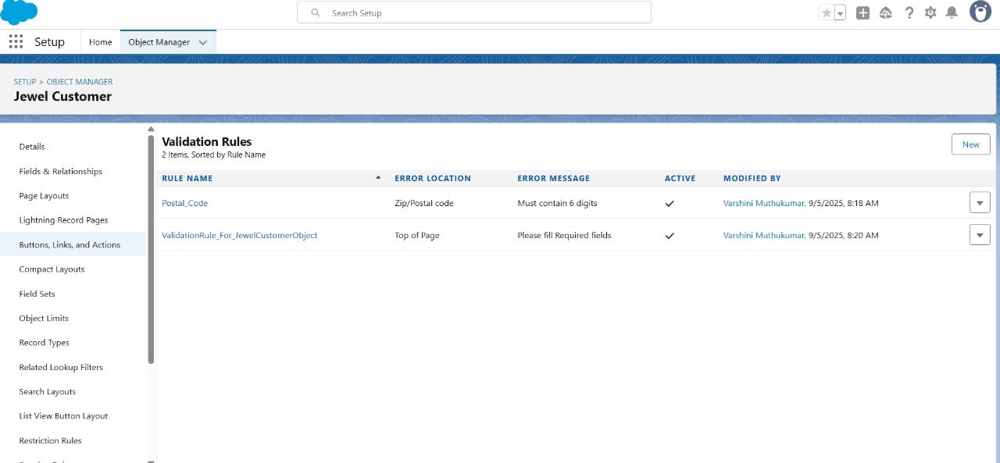 Search Setup
Setup
Home
Object Manager
SETUP > OBJECT MANAGER
Jewel Customer
Details
Fields & Relationships
Page Layouts
Lightning Record Pages
Buttons, Links, and Actions
Compact Layouts
Field Sets
Object Limits
Record Types
Related Lookup Filters
Search Layouts
List View Button Layout
Restriction Rules
Validation Rules
2 Items, Sorted by Rule Name
New
RULE NAME ERROR LOCATION ERROR MESSAGE ACTIVE MODIFIED BY
Postal_Code Zip/Postal code Must contain 6 digits Varshini Muthukumar, 9/5/2025, 8:18 AM
ValidationRule_For_JewelCustomerObject Top of Page Please fill Required fields Varshini Muthukumar, 9/5/2025, 8:20 AM